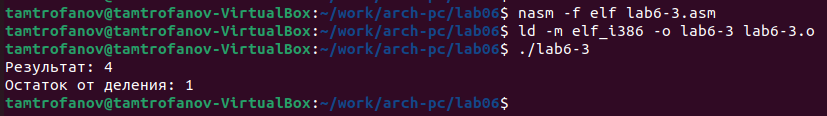 tamtrofanov@tamtrofanov-VirtualBox:~/work/arch-pc/lab06$ nasm -f elf lab6-3.asm
tamtrofanov@tamtrofanov-VirtualBox:~/work/arch-pc/lab06$ ld -m elf_i386 -o lab6-3 lab6-3.o
tamtrofanov@tamtrofanov-VirtualBox:~/work/arch-pc/lab06$ ./lab6-3
Результат: 4
Остаток от деления: 1
tamtrofanov@tamtrofanov-VirtualBox:~/work/arch-pc/lab06$